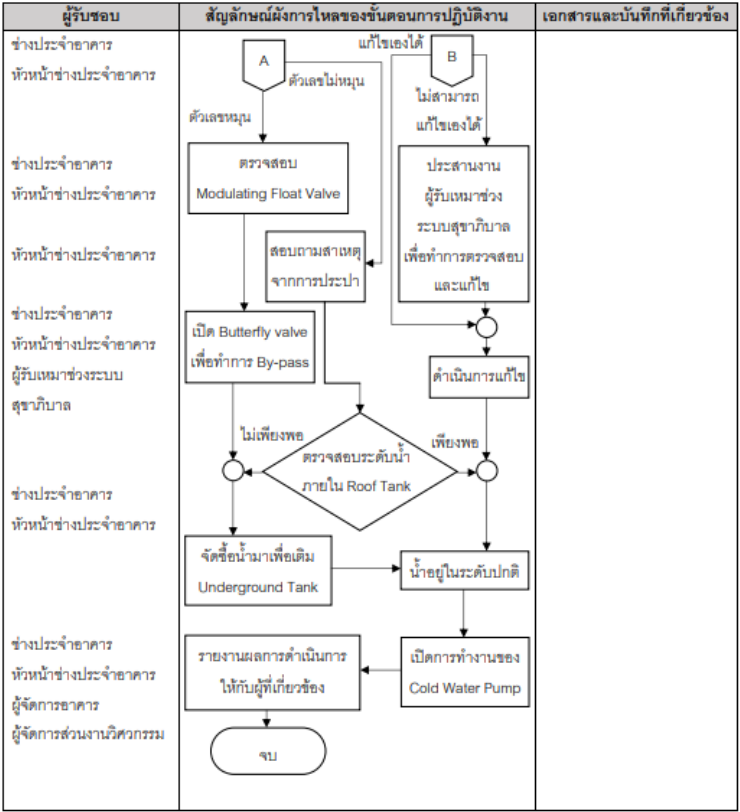 ผู้รับชอบ
สัญลักษณ์ผังการไหลของขั้นตอนการปฏิบัติงาน
เอกสารและบันทึกที่เกี่ยวข้อง
ช่างประจำอาคาร
หัวหน้าช่างประจำอาคาร
A
แก้ไขเองได้
B
ตัวเลขไม่หมุน
ตัวเลขหมุน
ไม่สามารถ
แก้ไขเองได้
ช่างประจำอาคาร
หัวหน้าช่างประจำอาคาร
ตรวจสอบ
Modulating Float Valve
ประสานงาน
ผู้รับเหมาช่วง
ระบบสุขาภิบาล
เพื่อทำการตรวจสอบ
และแก้ไข
หัวหน้าช่างประจำอาคาร
สอบถามสาเหตุ
จากการประปา
ช่างประจำอาคาร
หัวหน้าช่างประจำอาคาร
ผู้รับเหมาช่วงระบบ
สุขาภิบาล
เปิด Butterfly valve
เพื่อทำการ By-pass
ดำเนินการแก้ไข
ไม่เพียงพอ
ตรวจสอบระดับน้ำ
ภายใน Roof Tank
เพียงพอ
ช่างประจำอาคาร
หัวหน้าช่างประจำอาคาร
จัดซื้อน้ำมาเพื่อเติม
Underground Tank
น้ำอยู่ในระดับปกติ
ช่างประจำอาคาร
หัวหน้าช่างประจำอาคาร
ผู้จัดการอาคาร
ผู้จัดการส่วนงานวิศวกรรม
รายงานผลการดำเนินการ
ให้กับผู้ที่เกี่ยวข้อง
เปิดการทำงานของ
Cold Water Pump
จบ